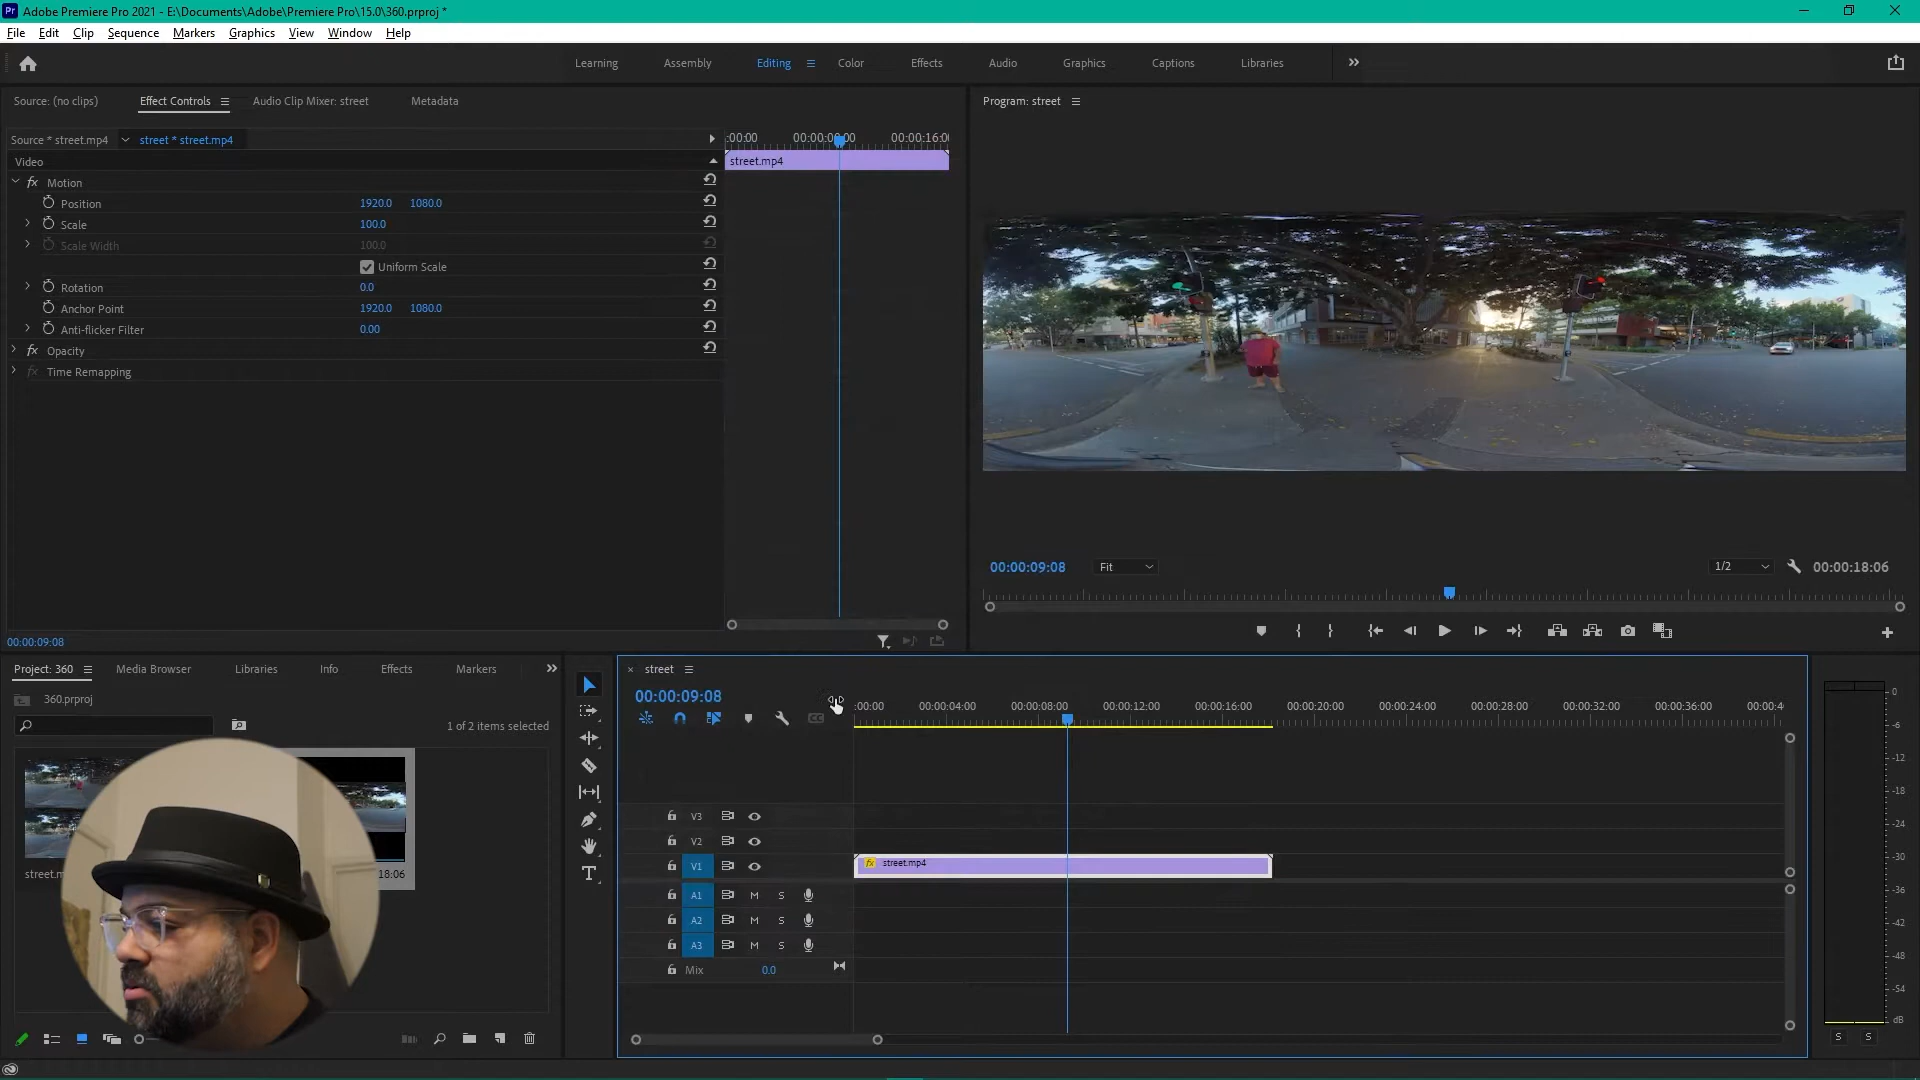 Pr Adobe Premiere Pro 2021 - E:\Documents\Adobe\Premiere Pro\15.0\360.prproj *
File Edit Clip Sequence Markers Graphics View Window Help
Learning Assembly Editing Color Effects Audio Graphics Captions Libraries
Source: (no clips) Effect Controls Audio Clip Mixer: street Metadata
Program: street
Source * street.mp4 street * street.mp4
:00:00 00:00:08:00 00:00:16:0
Video
street.mp4
fx Motion
Position 1920.0 1080.0
Scale 100.0
Scale Width 100.0
Uniform Scale
Rotation 0.0
Anchor Point 1920.0 1080.0
Anti-flicker Filter 0.00
fx Opacity
fx Time Remapping
00:00:09:08 Fit 1/2 00:00:18:06
00:00:09:08
Project: 360 Media Browser Libraries Info Effects Markers
360.prproj
1 of 2 items selected
street.m 18:06
street
00:00:09:08
:00:00 00:00:04:00 00:00:08:00 00:00:12:00 00:00:16:00 00:00:20:00 00:00:24:00 00:00:28:00 00:00:32:00 00:00:36:00 00:00:4
V3
V2
V1 fx street.mp4
A1 M S
A2 M S
A3 M S
Mix 0.0
T
0
-6
-12
-18
-24
-30
-36
-42
-48
-54
dB
S S